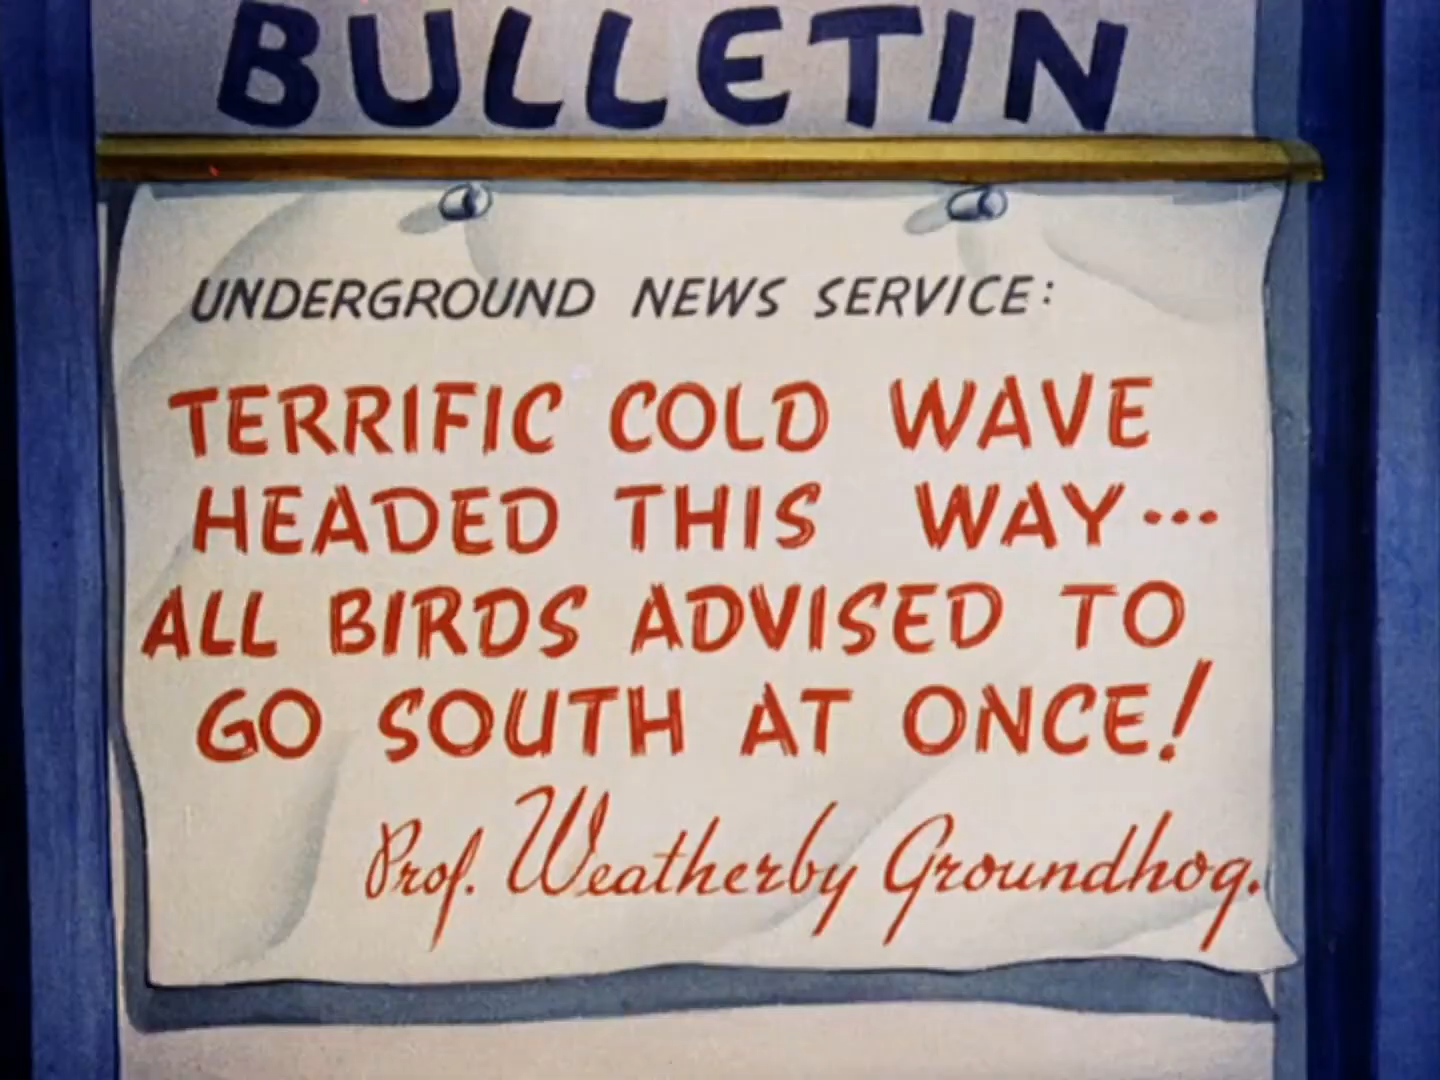 BULLETIN
UNDERGROUND NEWS SERVICE:
TERRIFIC COLD WAVE
HEADED THIS WAY...
ALL BIRDS ADVISED TO
GO SOUTH AT ONCE!
Prof. Weatherby Groundhog.